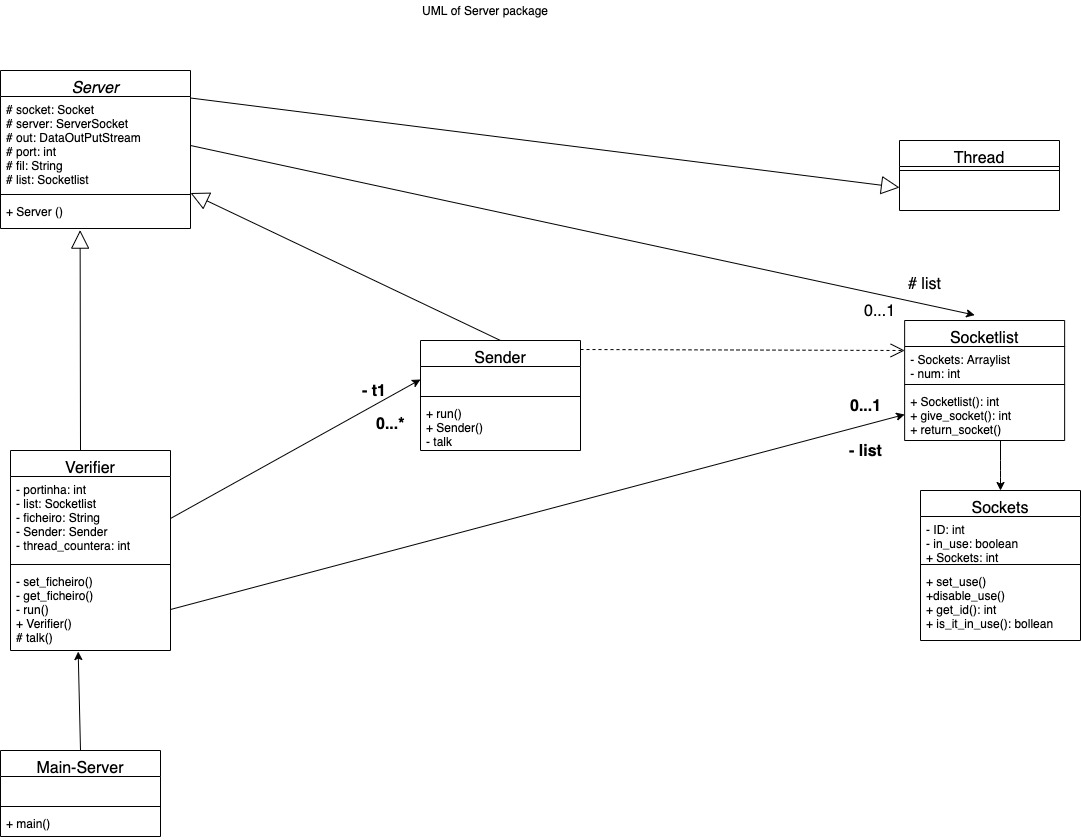 UML of Server package
Server
# socket: Socket
# server: ServerSocket
# out: DataOutPutStream
# port: int
# fil: String
# list: Socketlist
+ Server ()
Thread
# list
0...1
Socketlist
- Sockets: Arraylist
- num: int
+ Socketlist(): int
+ give_socket(): int
+ return_socket()
Sender
+ run()
+ Sender()
- talk
- t1
0...*
0...1
- list
Verifier
- portinha: int
- list: Socketlist
- ficheiro: String
- Sender: Sender
- thread_countera: int
- set_ficheiro()
- get_ficheiro()
- run()
+ Verifier()
# talk()
Sockets
- ID: int
- in_use: boolean
+ Sockets: int
+ set_use()
+disable_use()
+ get_id(): int
+ is_it_in_use(): bollean
Main-Server
+ main()